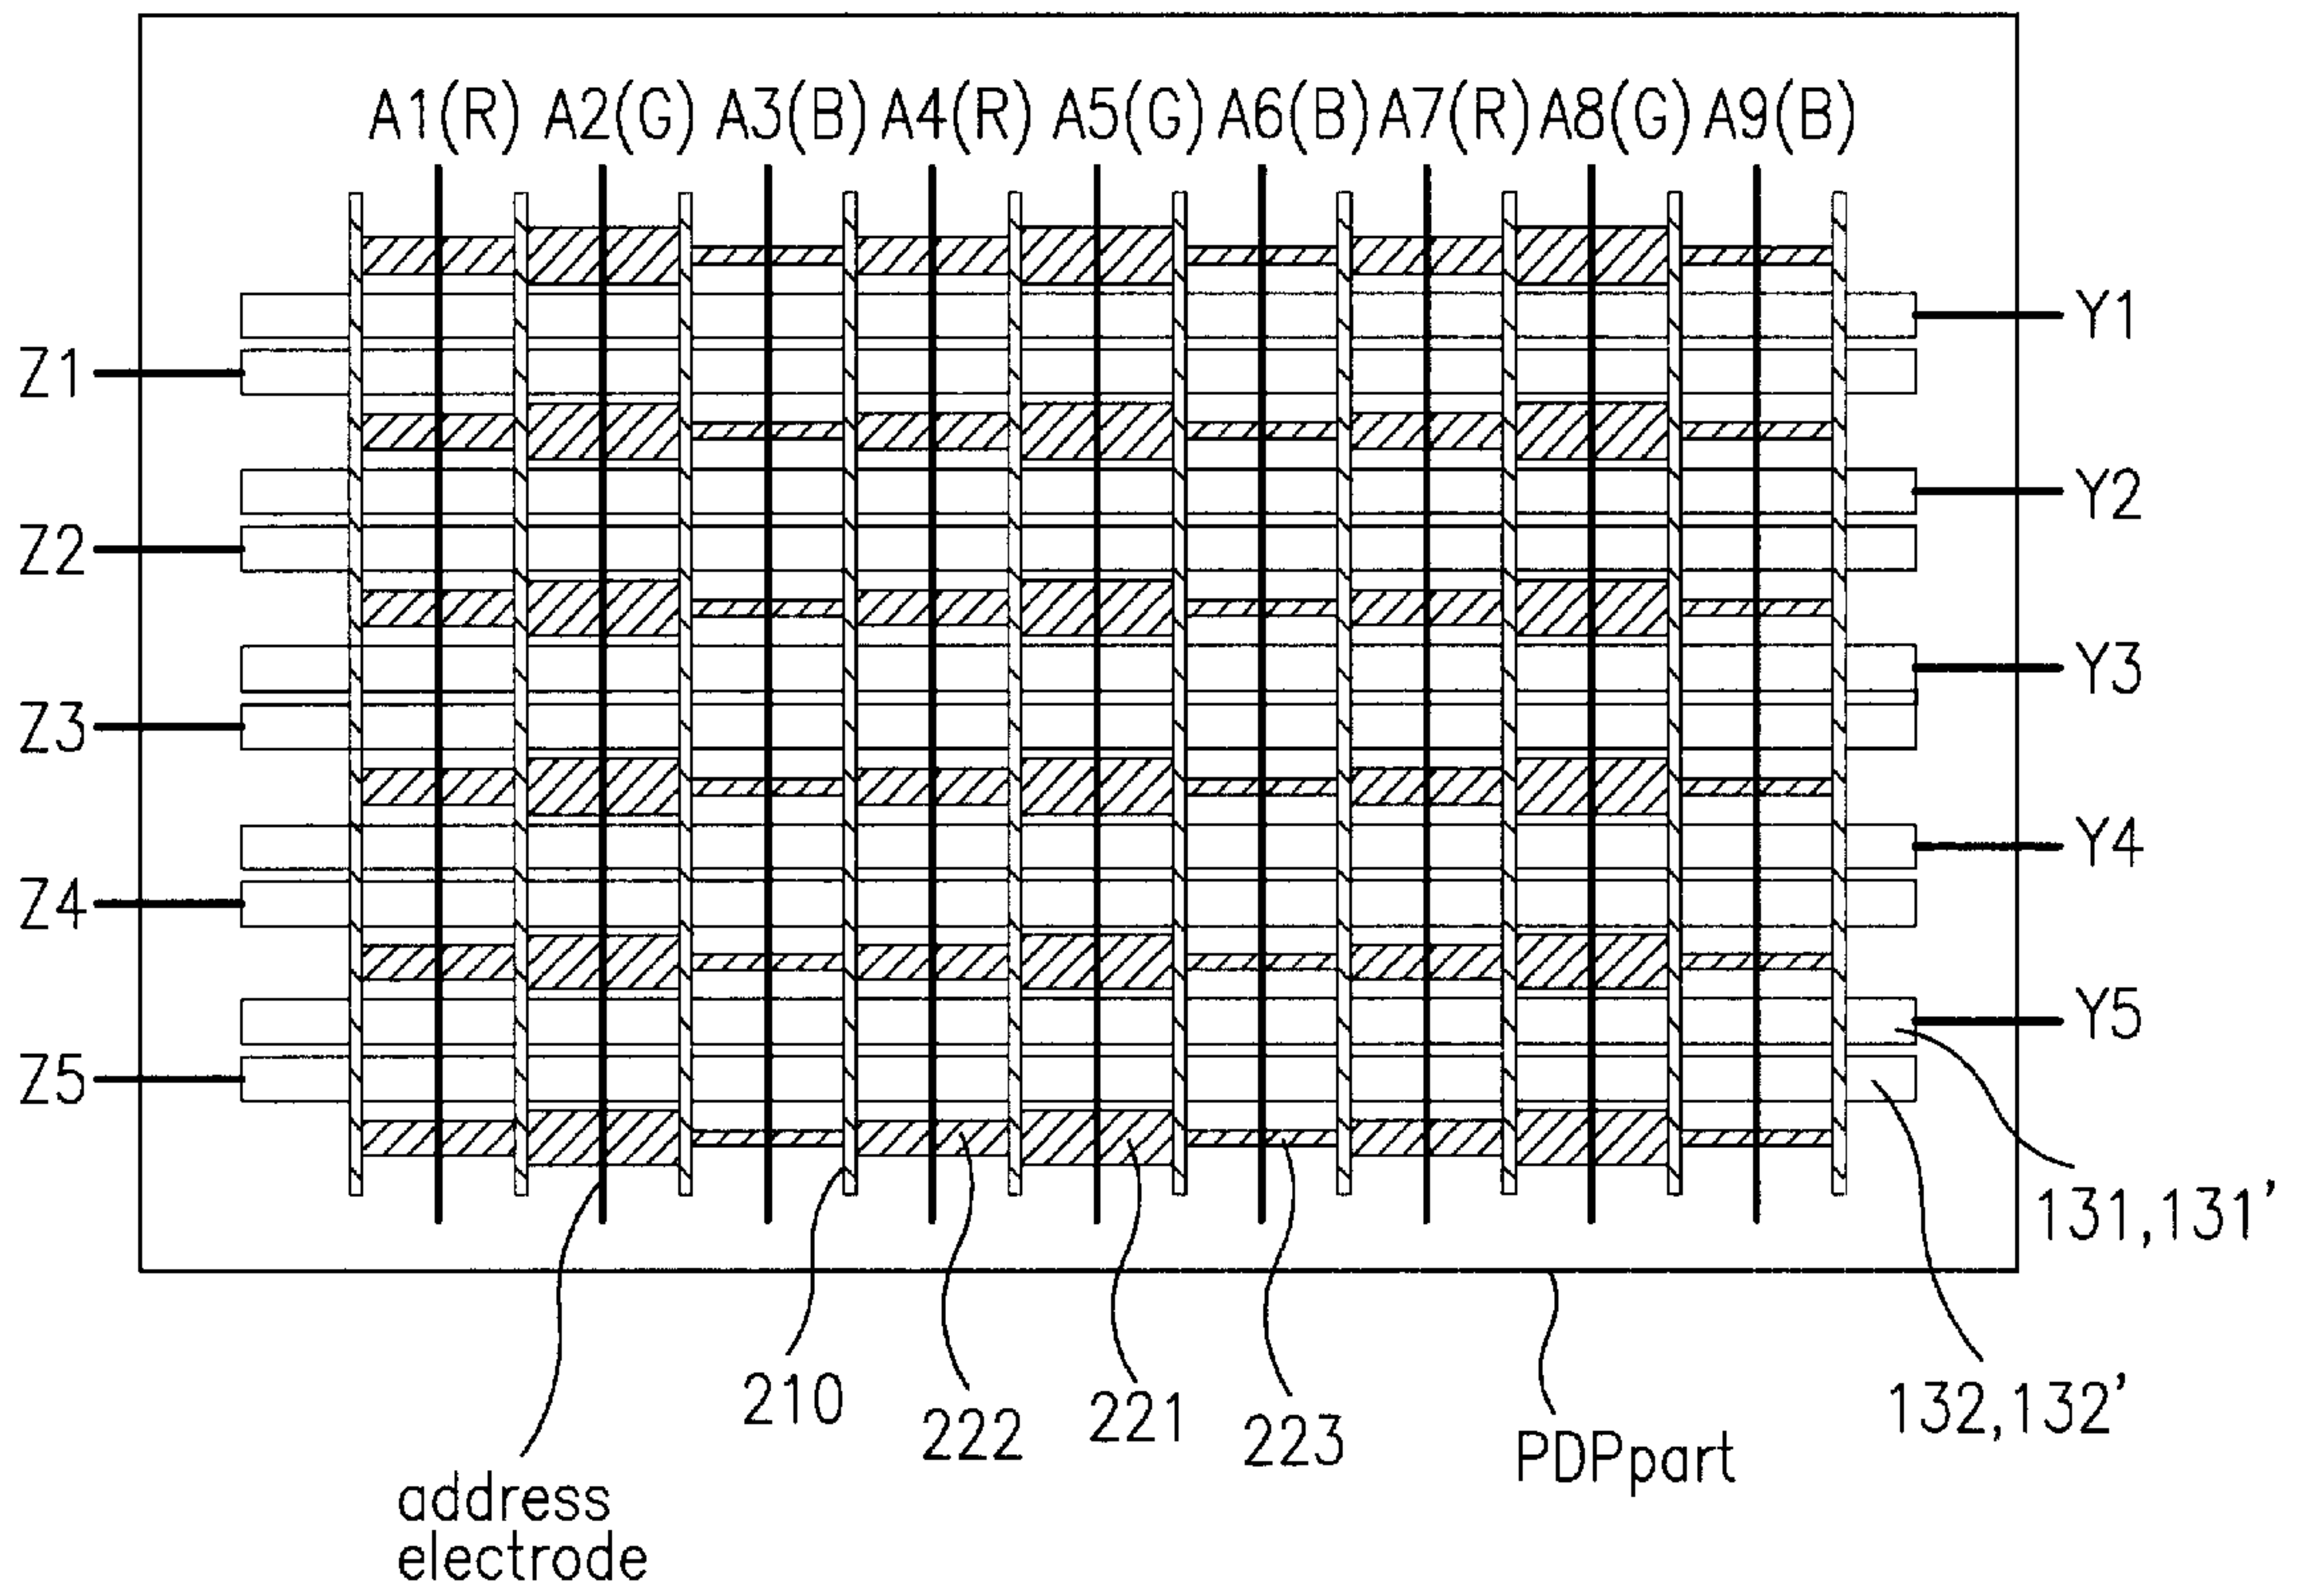 A1(R) A2(G) A3(B) A4(R) A5(G) A6(B) A7(R) A8(G) A9(B)
Y1
Z1
Y2
Z2
Y3
Z3
Y4
Z4
Y5
Z5
131,131'
132,132'
210
222
221
223
PDPpart
address
electrode